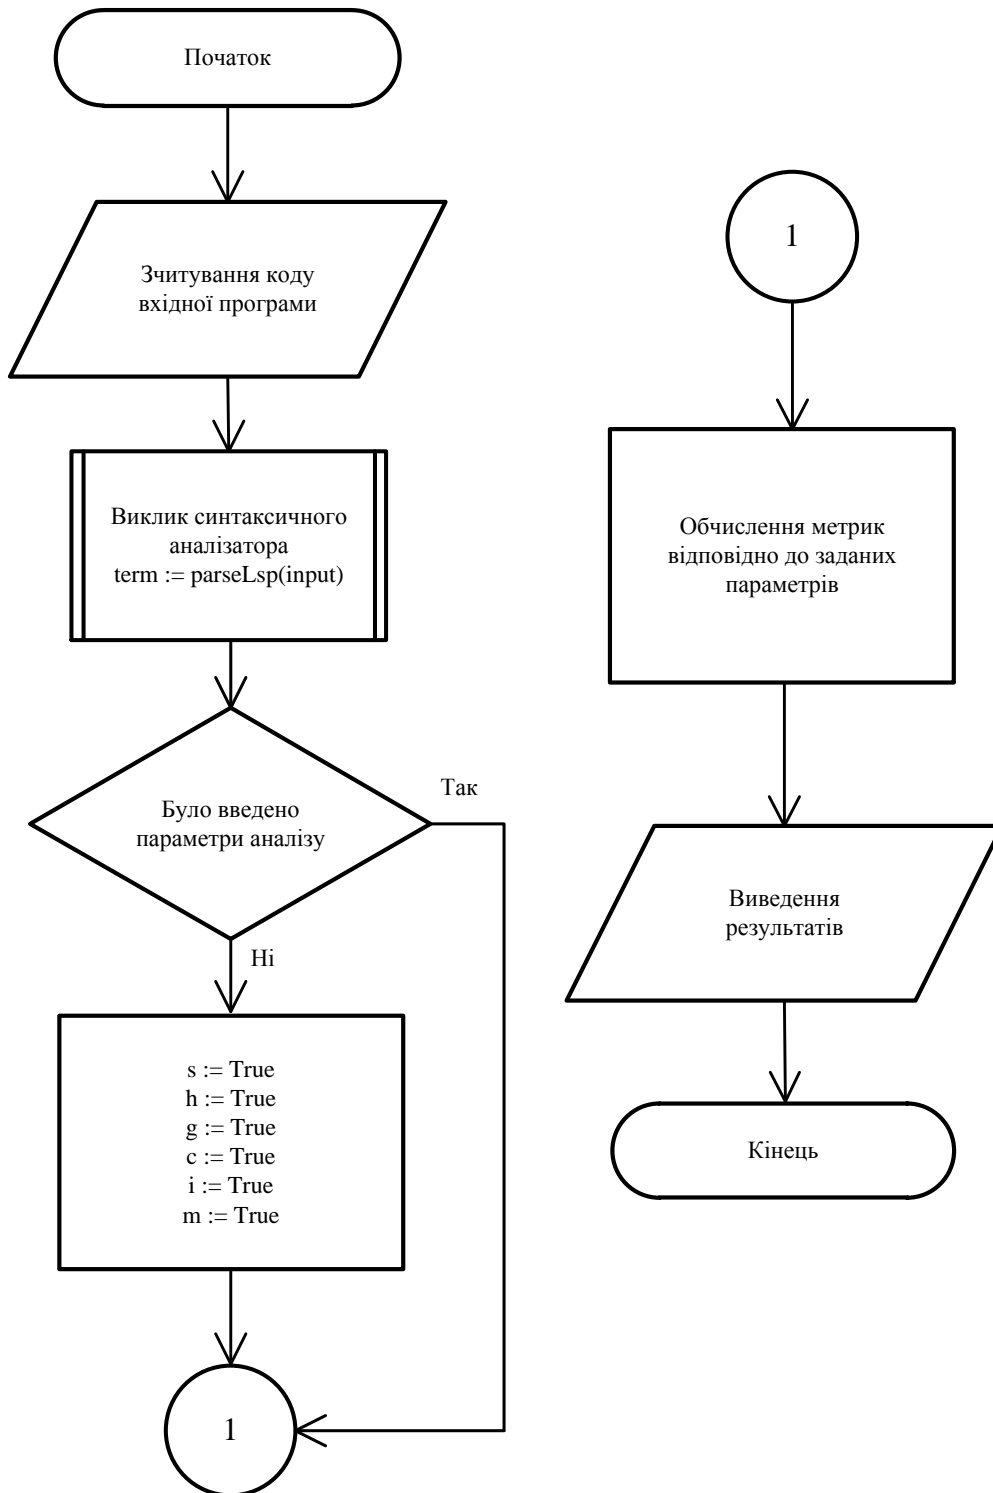 Початок
Зчитування коду
вхідної програми
Виклик синтаксичного
аналізатора
term := parseLsp(input)
Було введено
параметри аналізу
Так
Ні
s := True
h := True
g := True
c := True
i := True
m := True
1
1
Обчислення метрик
відповідно до заданих
параметрів
Виведення
результатів
Кінець